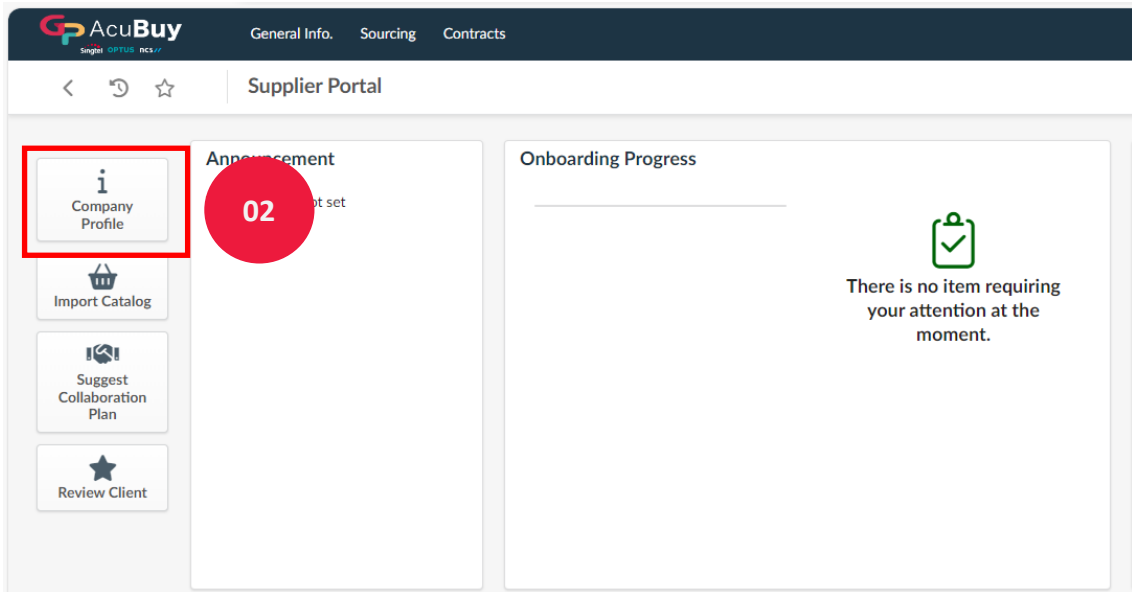 GP AcuBuy
Singtel OPTUS ncs//
General Info. Sourcing Contracts
Supplier Portal
i
Company
Profile
Import Catalog
Suggest
Collaboration
Plan
Review Client
Announcement
02
set
Onboarding Progress
There is no item requiring
your attention at the
moment.